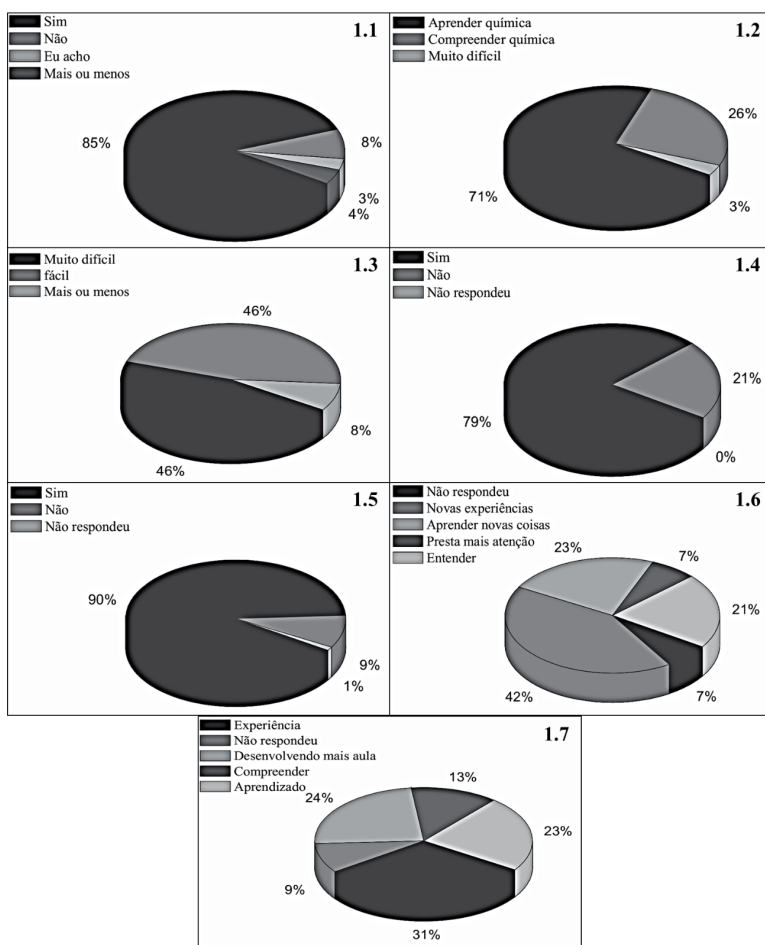 Sim
Não
Eu acho
Mais ou menos
1.1
85%
8%
3%
4%
Aprender química
Compreender química
Muito difícil
1.2
26%
71%
3%
Muito difícil
fácil
Mais ou menos
1.3
46%
8%
46%
Sim
Não
Não respondeu
1.4
21%
79%
0%
Sim
Não
Não respondeu
1.5
90%
9%
1%
Não respondeu
Novas experiências
Aprender novas coisas
Presta mais atenção
Entender
1.6
23%
7%
21%
42%
7%
Experiência
Não respondeu
Desenvolvendo mais aula
Compreender
Aprendizado
1.7
24%
13%
23%
9%
31%